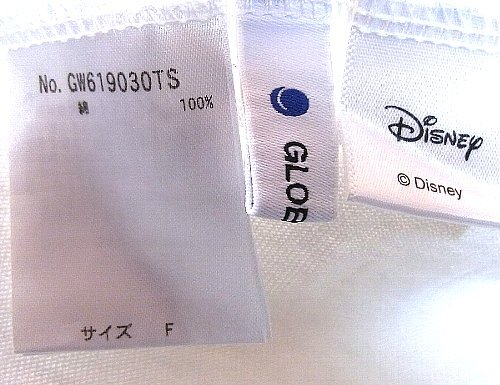 No. GW619030TS
綿 100%
サイズ F
GLOB
Disney
© Disney